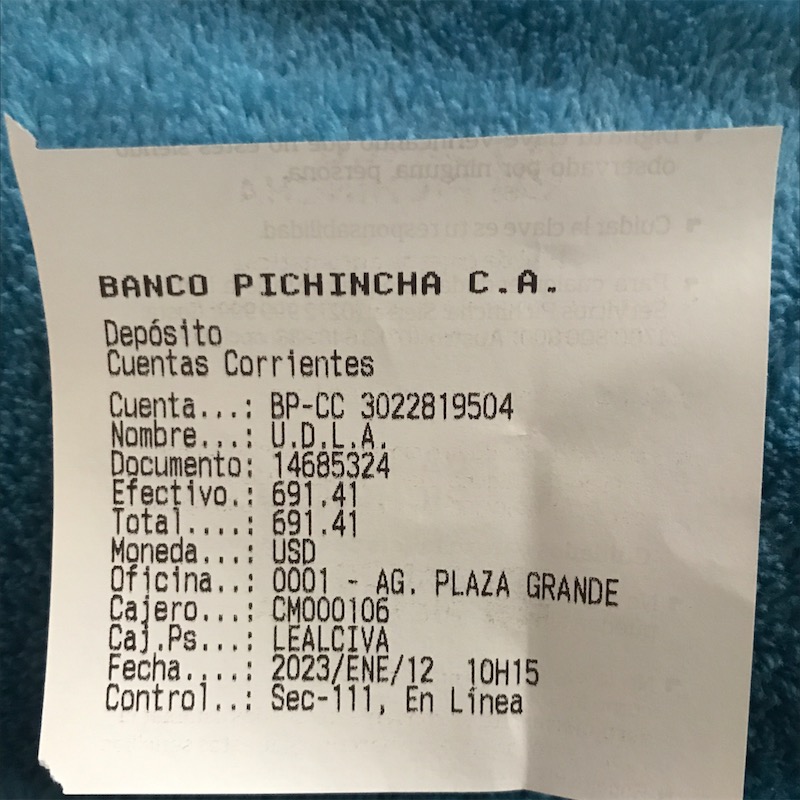 BANCO PICHINCHA C.A.
Depósito
Cuentas Corrientes
Cuenta...: BP-CC 3022819504
Nombre...: U.D.L.A.
Documento: 14685324
Efectivo.: 691.41
Total....: 691.41
Moneda...: USD
Oficina..: 0001 - AG. PLAZA GRANDE
Cajero...: CM000106
Caj.Ps...: LEALCIVA
Fecha....: 2023/ENE/12 10H15
Control..: Sec-111, En Línea